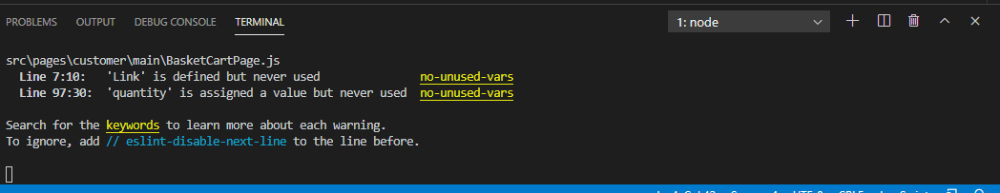 PROBLEMS OUTPUT DEBUG CONSOLE TERMINAL 1: node
src\pages\customer\main\BasketCartPage.js
Line 7:10: 'Link' is defined but never used no-unused-vars
Line 97:30: 'quantity' is assigned a value but never used no-unused-vars
Search for the keywords to learn more about each warning.
To ignore, add // eslint-disable-next-line to the line before.